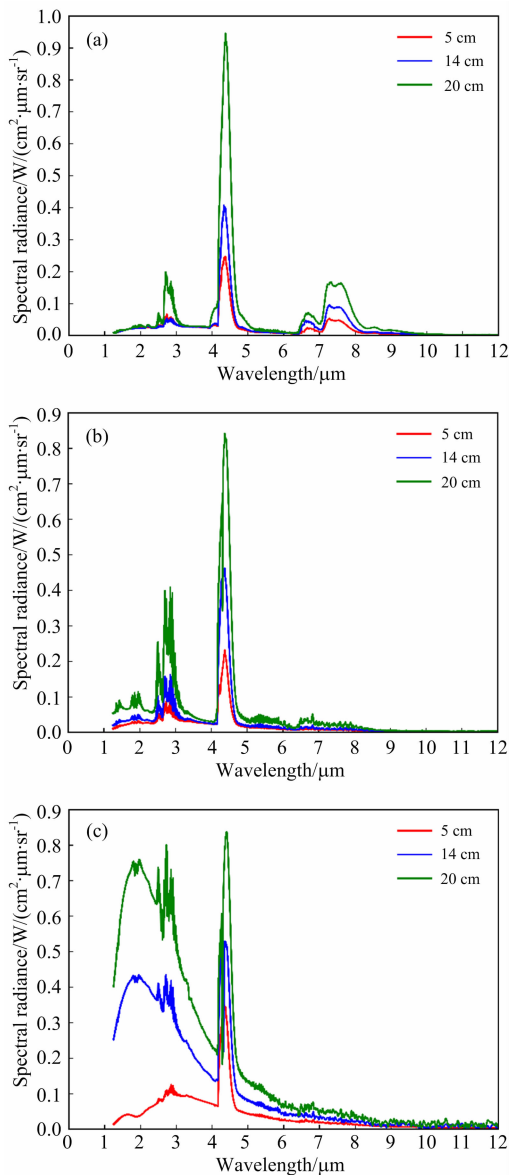 (a)
5 cm
14 cm
20 cm
Spectral radiance/W/(cm²·μm·sr⁻¹)
1.0
0.9
0.8
0.7
0.6
0.5
0.4
0.3
0.2
0.1
0.0
0 1 2 3 4 5 6 7 8 9 10 11 12
Wavelength/μm
(b)
5 cm
14 cm
20 cm
Spectral radiance/W/(cm²·μm·sr⁻¹)
0.9
0.8
0.7
0.6
0.5
0.4
0.3
0.2
0.1
0.0
0 1 2 3 4 5 6 7 8 9 10 11 12
Wavelength/μm
(c)
5 cm
14 cm
20 cm
Spectral radiance/W/(cm²·μm·sr⁻¹)
0.9
0.8
0.7
0.6
0.5
0.4
0.3
0.2
0.1
0.0
0 1 2 3 4 5 6 7 8 9 10 11 12
Wavelength/μm